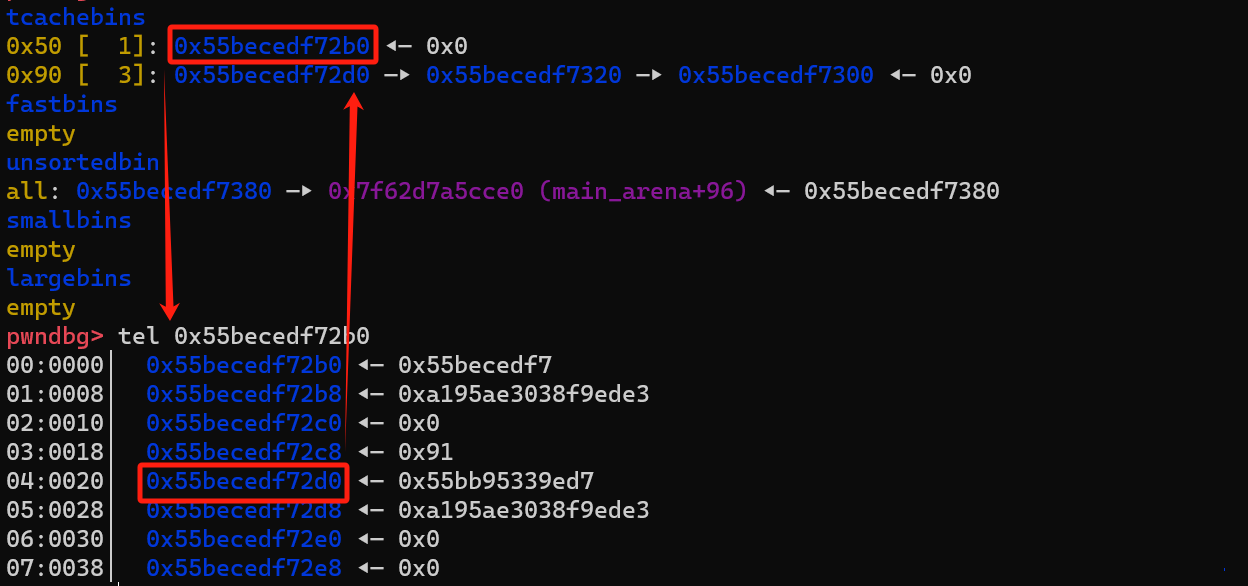 tcachebins
0x50 [  1]: 0x55becedf72b0 ◂— 0x0
0x90 [  3]: 0x55becedf72d0 —▸ 0x55becedf7320 —▸ 0x55becedf7300 ◂— 0x0
fastbins
empty
unsortedbin
all: 0x55becedf7380 —▸ 0x7f62d7a5cce0 (main_arena+96) ◂— 0x55becedf7380
smallbins
empty
largebins
empty
pwndbg> tel 0x55becedf72b0
00:0000│  0x55becedf72b0 ◂— 0x55becedf7
01:0008│  0x55becedf72b8 ◂— 0xa195ae3038f9ede3
02:0010│  0x55becedf72c0 ◂— 0x0
03:0018│  0x55becedf72c8 ◂— 0x91
04:0020│  0x55becedf72d0 ◂— 0x55bb95339ed7
05:0028│  0x55becedf72d8 ◂— 0xa195ae3038f9ede3
06:0030│  0x55becedf72e0 ◂— 0x0
07:0038│  0x55becedf72e8 ◂— 0x0